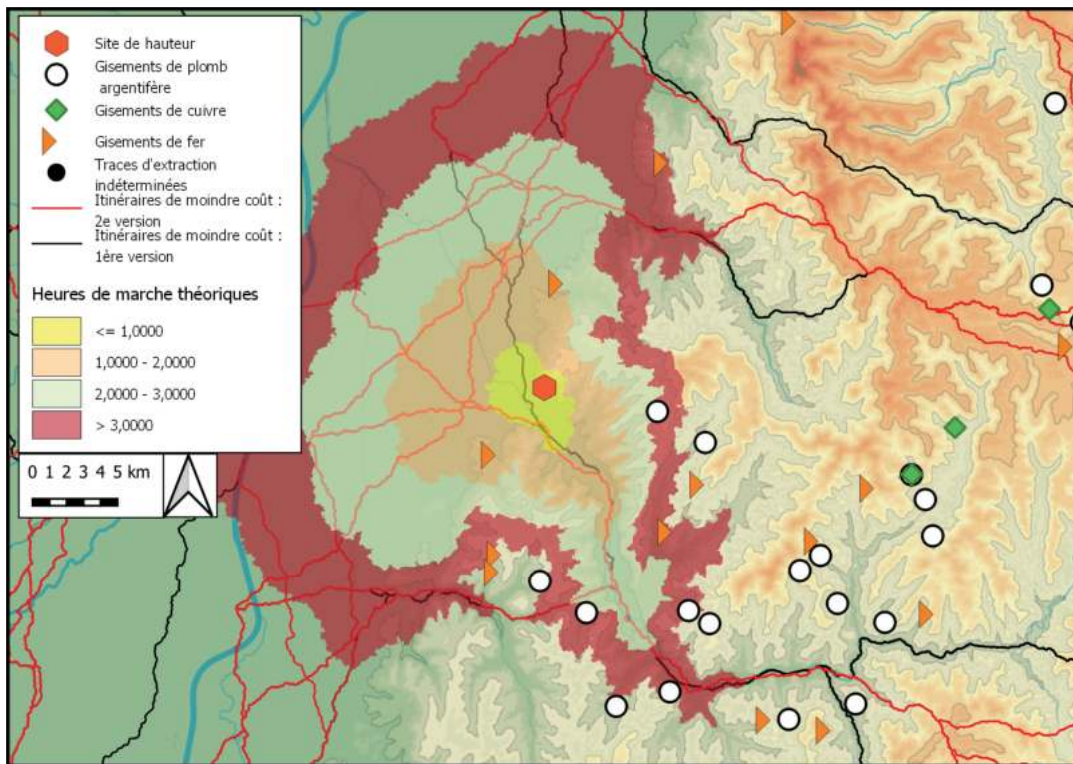 Site de hauteur
Gisements de plomb
argentifère
Gisements de cuivre
Gisements de fer
Traces d'extraction
indéterminées
Itinéraires de moindre coût :
2e version
Itinéraires de moindre coût :
1ère version
Heures de marche théoriques
<= 1,0000
1,0000 - 2,0000
2,0000 - 3,0000
> 3,0000
0 1 2 3 4 5 km